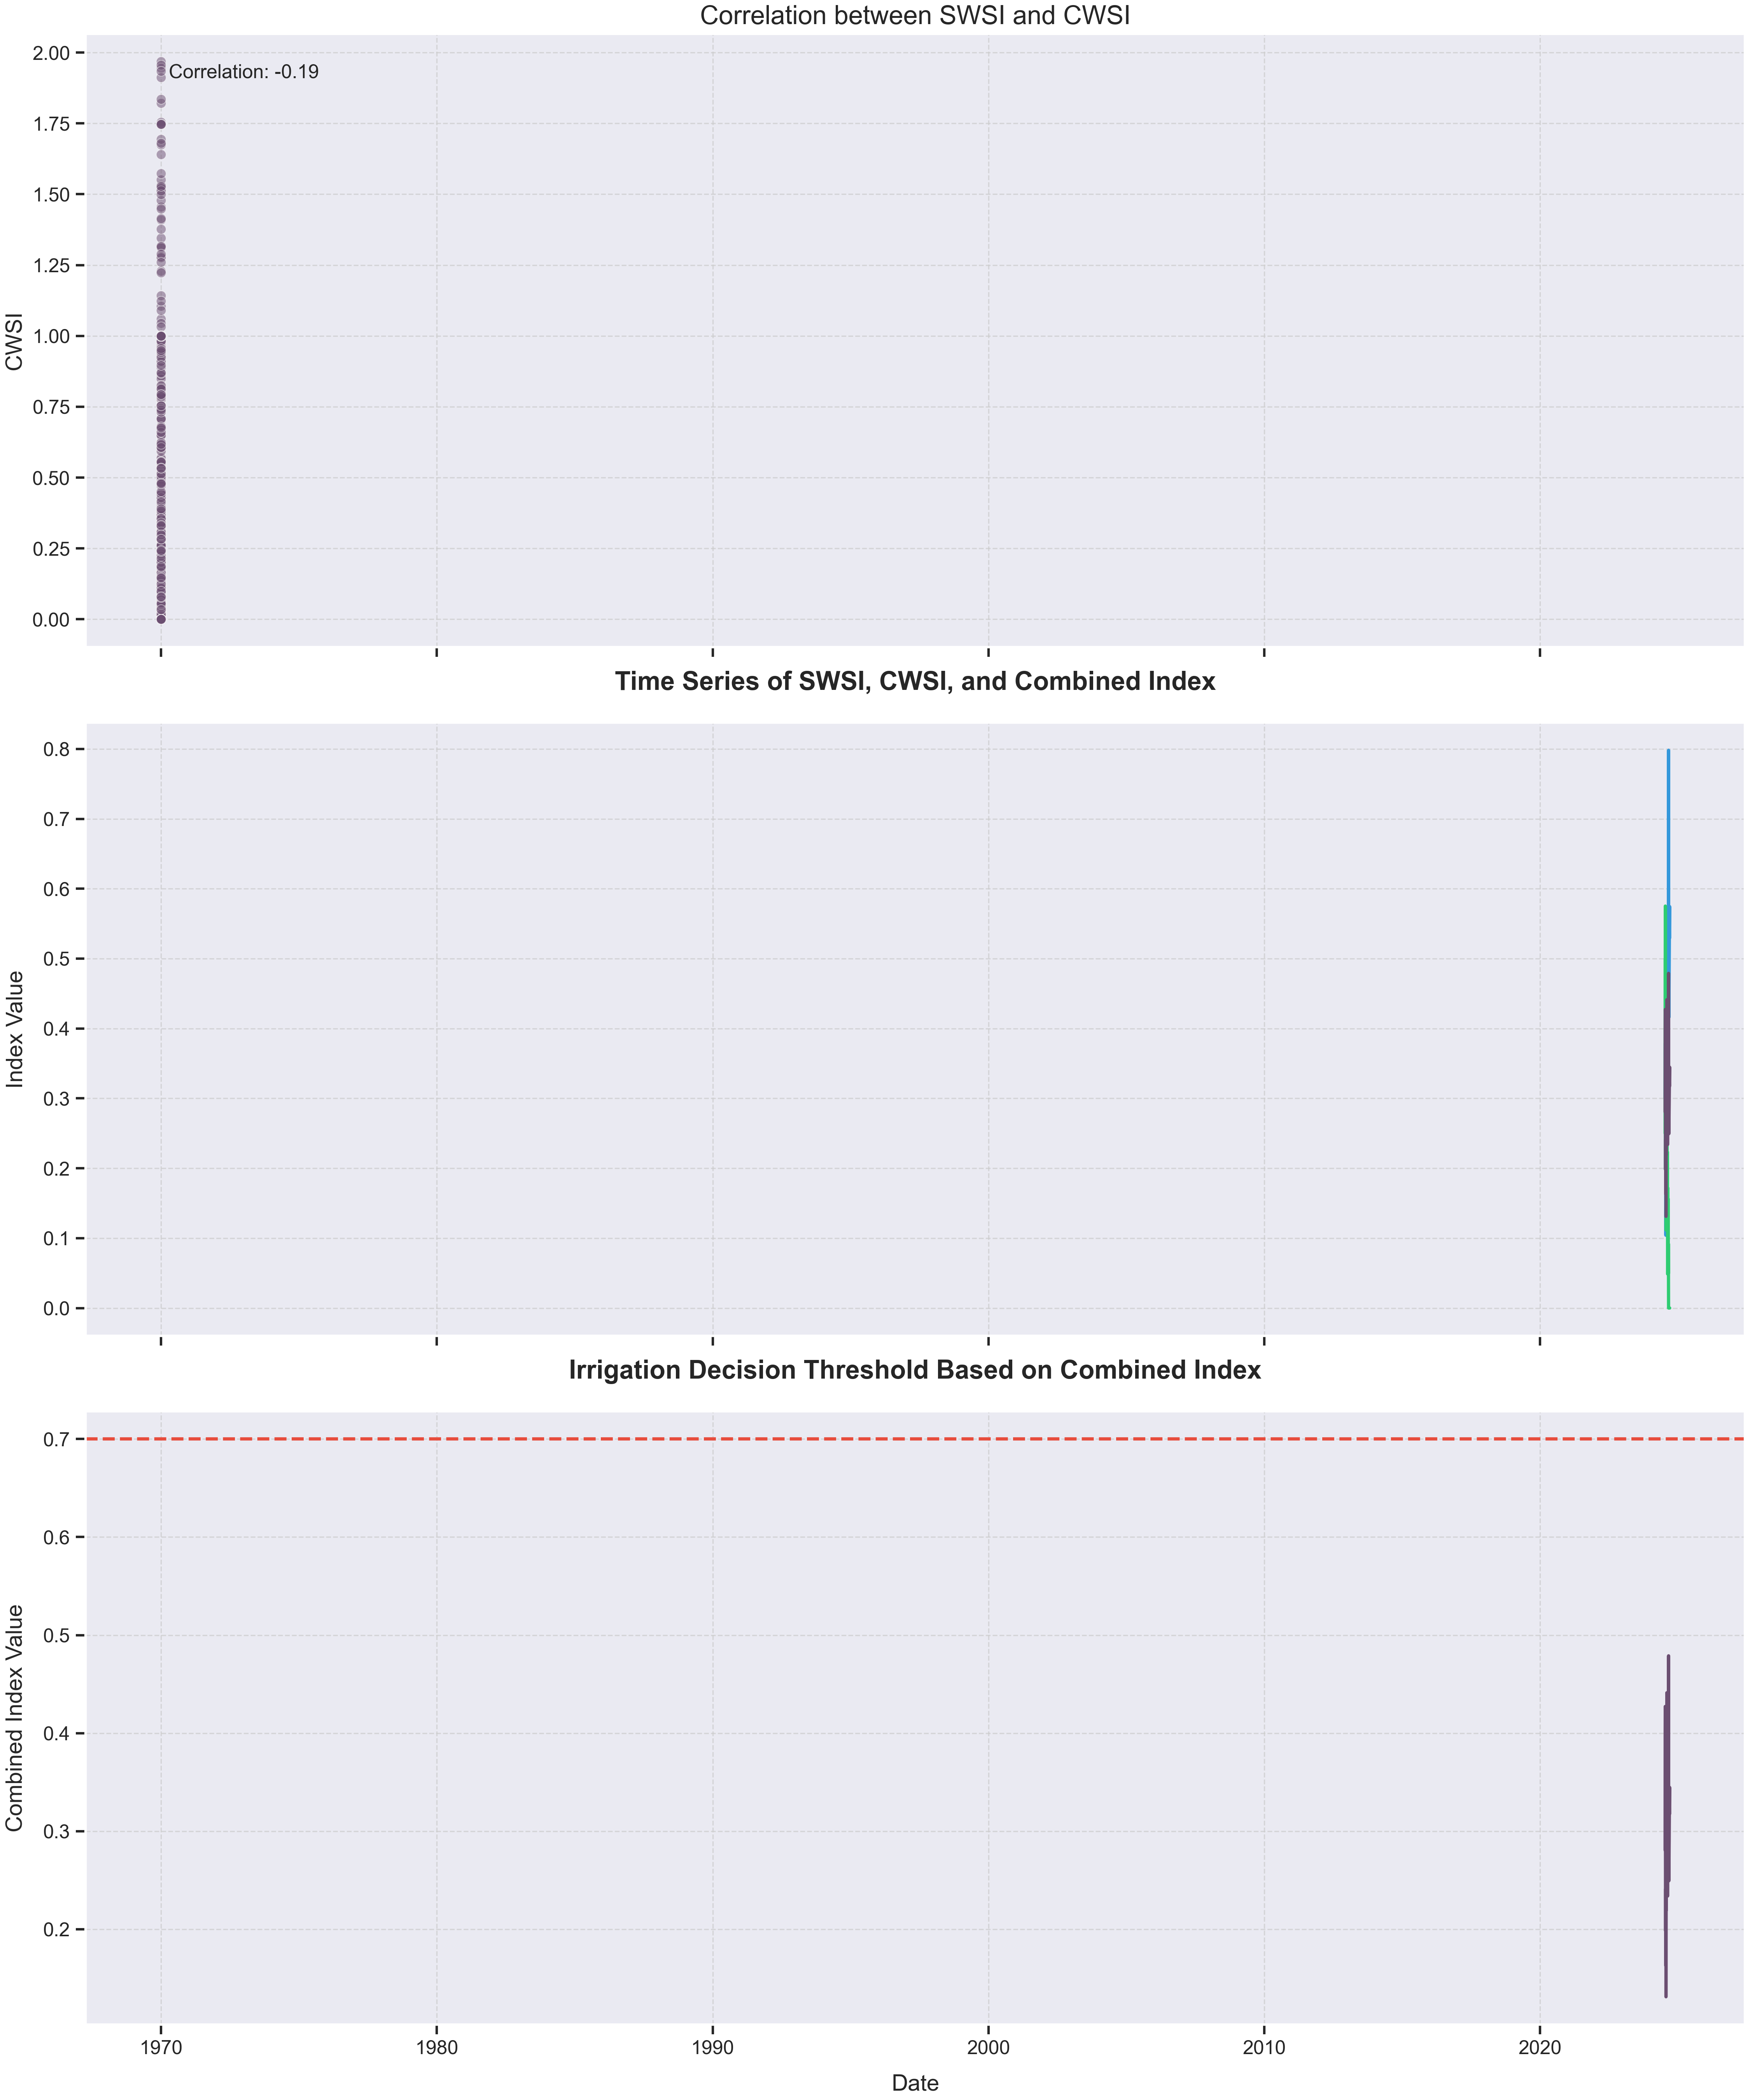 Correlation between SWSI and CWSI
2.00
Correlation: -0.19
1.75
1.50
1.25
1.00
0.75
0.50
0.25
0.00
CWSI
Time Series of SWSI, CWSI, and Combined Index
0.8
0.7
0.6
0.5
0.4
0.3
0.2
0.1
0.0
Index Value
Irrigation Decision Threshold Based on Combined Index
0.7
0.6
0.5
0.4
0.3
0.2
Combined Index Value
1970 1980 1990 2000 2010 2020
Date